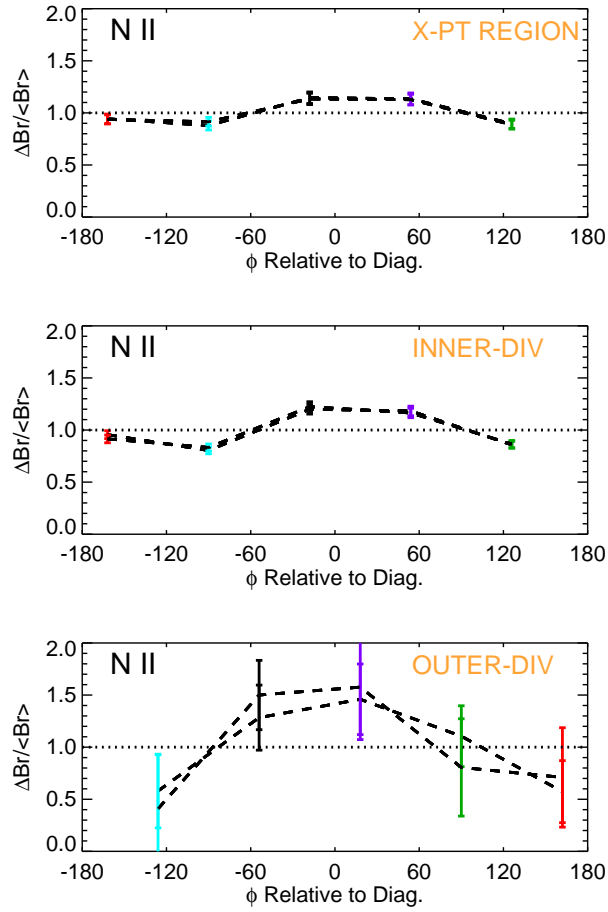 N II X-PT REGION
2.0
1.5
1.0
0.5
0.0
ΔBr/<Br>
-180 -120 -60 0 60 120 180
ϕ Relative to Diag.
N II INNER-DIV
2.0
1.5
1.0
0.5
0.0
ΔBr/<Br>
-180 -120 -60 0 60 120 180
ϕ Relative to Diag.
N II OUTER-DIV
2.0
1.5
1.0
0.5
0.0
ΔBr/<Br>
-180 -120 -60 0 60 120 180
ϕ Relative to Diag.